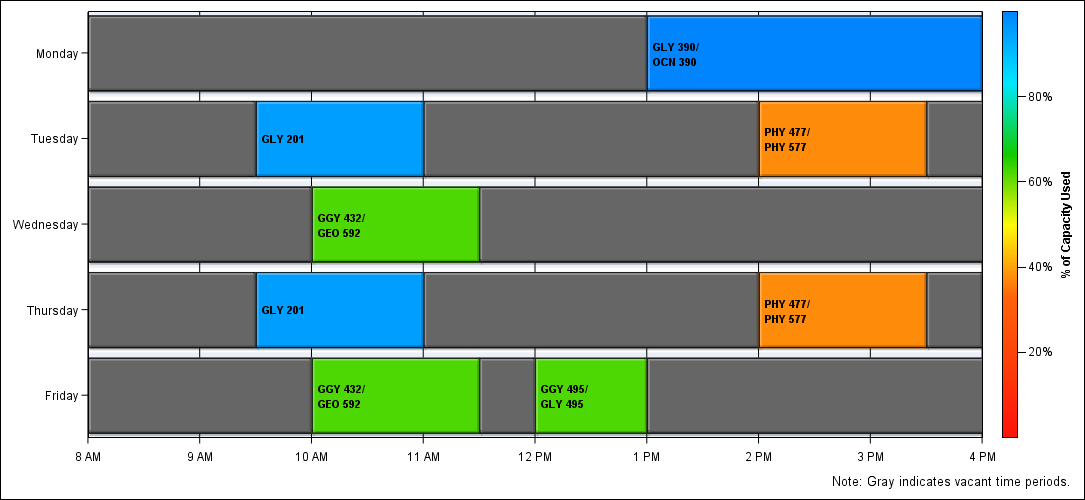 Monday
GLY 390/
OCN 390
Tuesday
GLY 201
PHY 477/
PHY 577
Wednesday
GGY 432/
GEO 592
Thursday
GLY 201
PHY 477/
PHY 577
Friday
GGY 432/
GEO 592
GGY 495/
GLY 495
8 AM 9 AM 10 AM 11 AM 12 PM 1 PM 2 PM 3 PM 4 PM
80%
60%
40%
20%
% of Capacity Used
Note: Gray indicates vacant time periods.